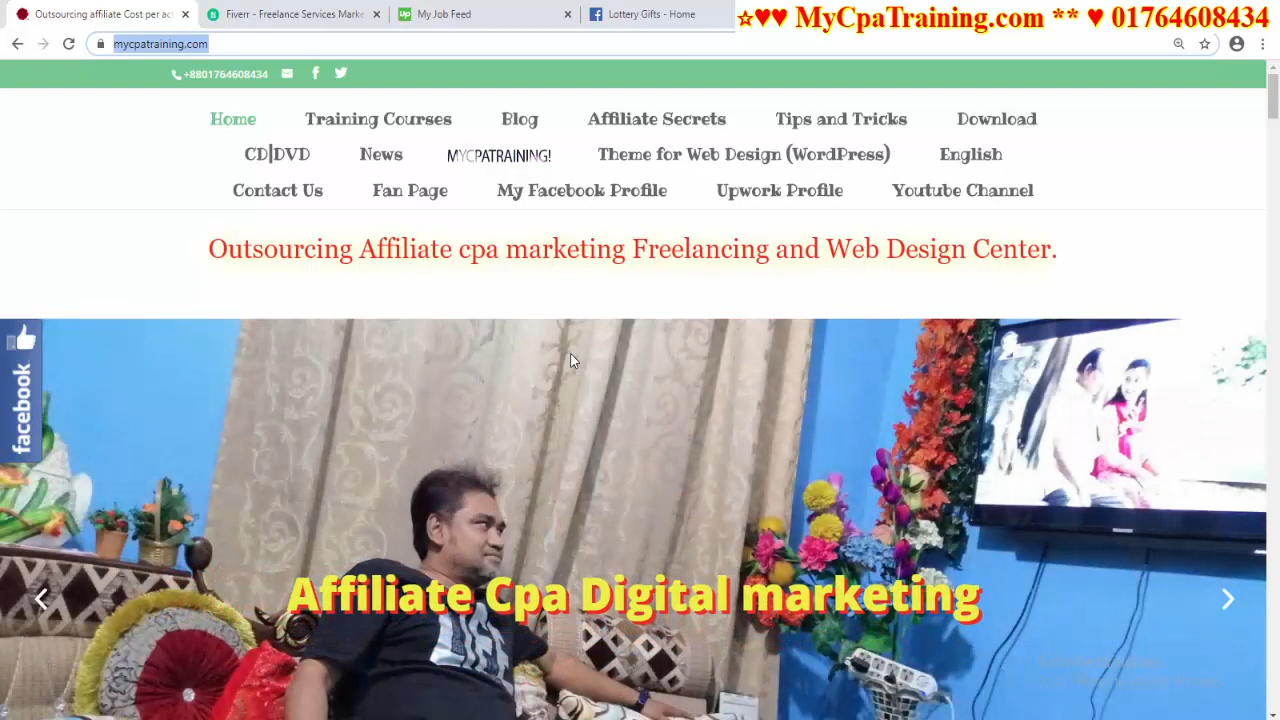 Outsourcing affiliate Cost per act
Fiverr - Freelance Services Marke
My Job Feed
Lottery Gifts - Home
☆♥♥ MyCpaTraining.com ** ♥ 01764608434
mycpatraining.com
+8801764608434
Home Training Courses Blog Affiliate Secrets Tips and Tricks Download
CD|DVD News MYCPATRAINING! Theme for Web Design (WordPress) English
Contact Us Fan Page My Facebook Profile Upwork Profile Youtube Channel
Outsourcing Affiliate cpa marketing Freelancing and Web Design Center.
facebook
Affiliate Cpa Digital marketing